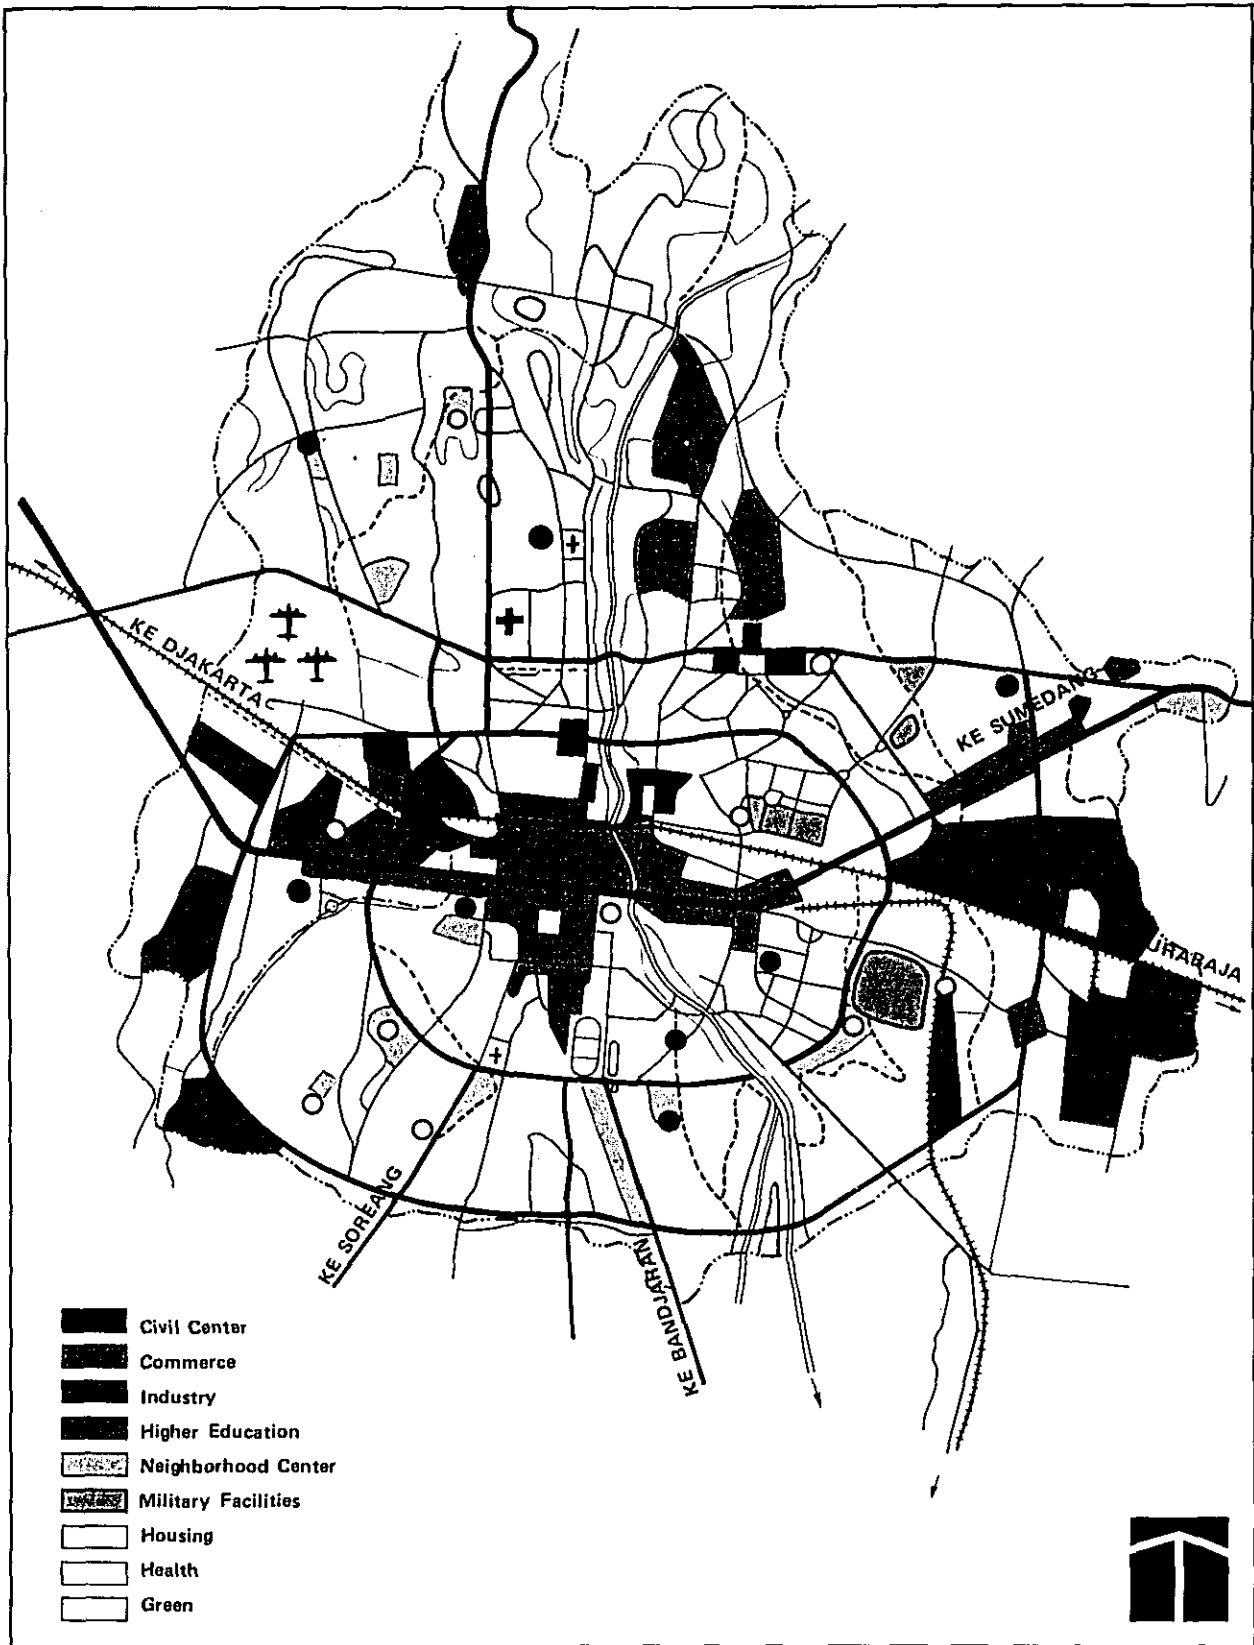 KE DJAKARTA
KE SUMEDANG
KE SOREANG
KE BANDJARAN
Civil Center
Commerce
Industry
Higher Education
Neighborhood Center
Military Facilities
Housing
Health
Green